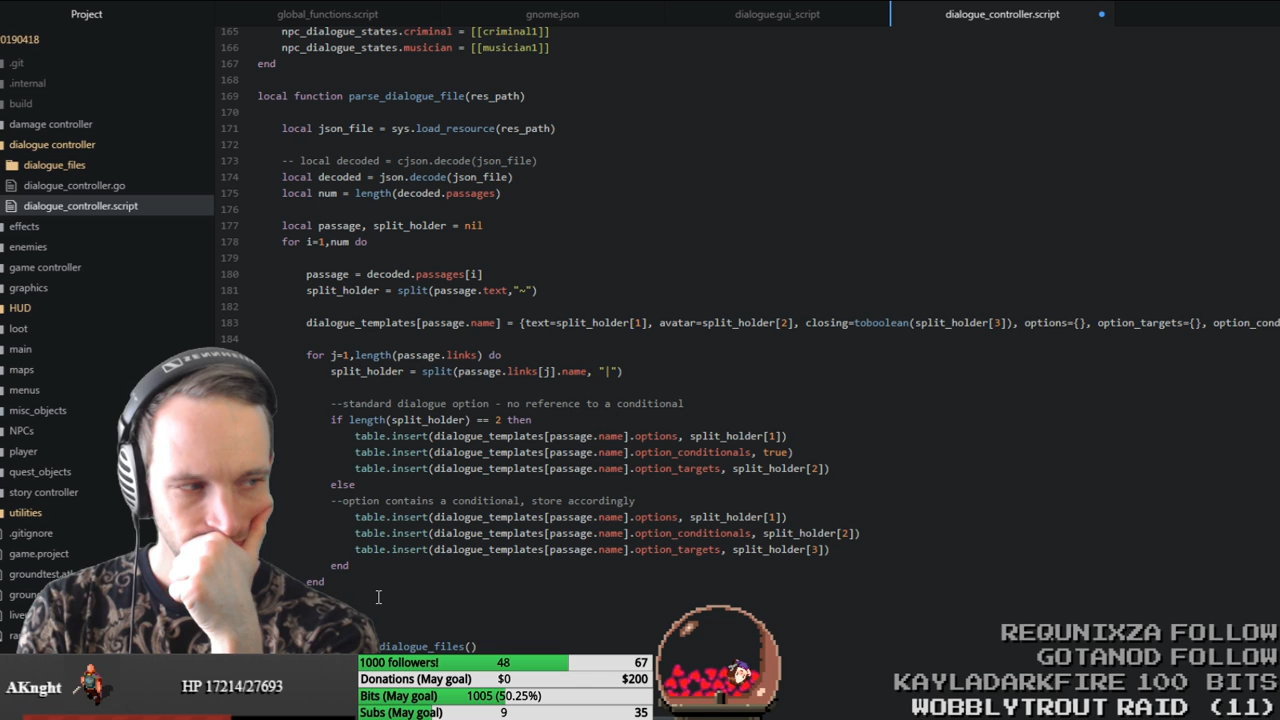 Project
global_functions.script
gnome.json
dialogue.gui_script
dialogue_controller.script
0190418
.git
.internal
build
damage controller
dialogue controller
dialogue_files
dialogue_controller.go
dialogue_controller.script
effects
enemies
game controller
graphics
HUD
loot
main
maps
menus
misc_objects
NPCs
player
quest_objects
story controller
utilities
.gitignore
game.project
groundtest.atl
groun
live
ra
165 npc_dialogue_states.criminal = [[criminal1]]
166 npc_dialogue_states.musician = [[musician1]]
167 end
168
169 local function parse_dialogue_file(res_path)
170
171 local json_file = sys.load_resource(res_path)
172
173 -- local decoded = cjson.decode(json_file)
174 local decoded = json.decode(json_file)
175 local num = length(decoded.passages)
176
177 local passage, split_holder = nil
178 for i=1,num do
179
180 passage = decoded.passages[i]
181 split_holder = split(passage.text,"~")
182
183 dialogue_templates[passage.name] = {text=split_holder[1], avatar=split_holder[2], closing=toboolean(split_holder[3]), options={}, option_targets={}, option_cond
184
for j=1,length(passage.links) do
split_holder = split(passage.links[j].name, "|")
--standard dialogue option - no reference to a conditional
if length(split_holder) == 2 then
table.insert(dialogue_templates[passage.name].options, split_holder[1])
table.insert(dialogue_templates[passage.name].option_conditionals, true)
table.insert(dialogue_templates[passage.name].option_targets, split_holder[2])
else
--option contains a conditional, store accordingly
table.insert(dialogue_templates[passage.name].options, split_holder[1])
table.insert(dialogue_templates[passage.name].option_conditionals, split_holder[2])
table.insert(dialogue_templates[passage.name].option_targets, split_holder[3])
end
end
dialogue_files()
AKnght
HP 17214/27693
1000 followers! 48 67
Donations (May goal) $0 $200
Bits (May goal) 1005 (50.25%)
Subs (May goal) 9 35
REQUNIXZA FOLLOW
GOTANOD FOLLOW
KAYLADARKFIRE 100 BITS
WOBBLYTROUT RAID (11)